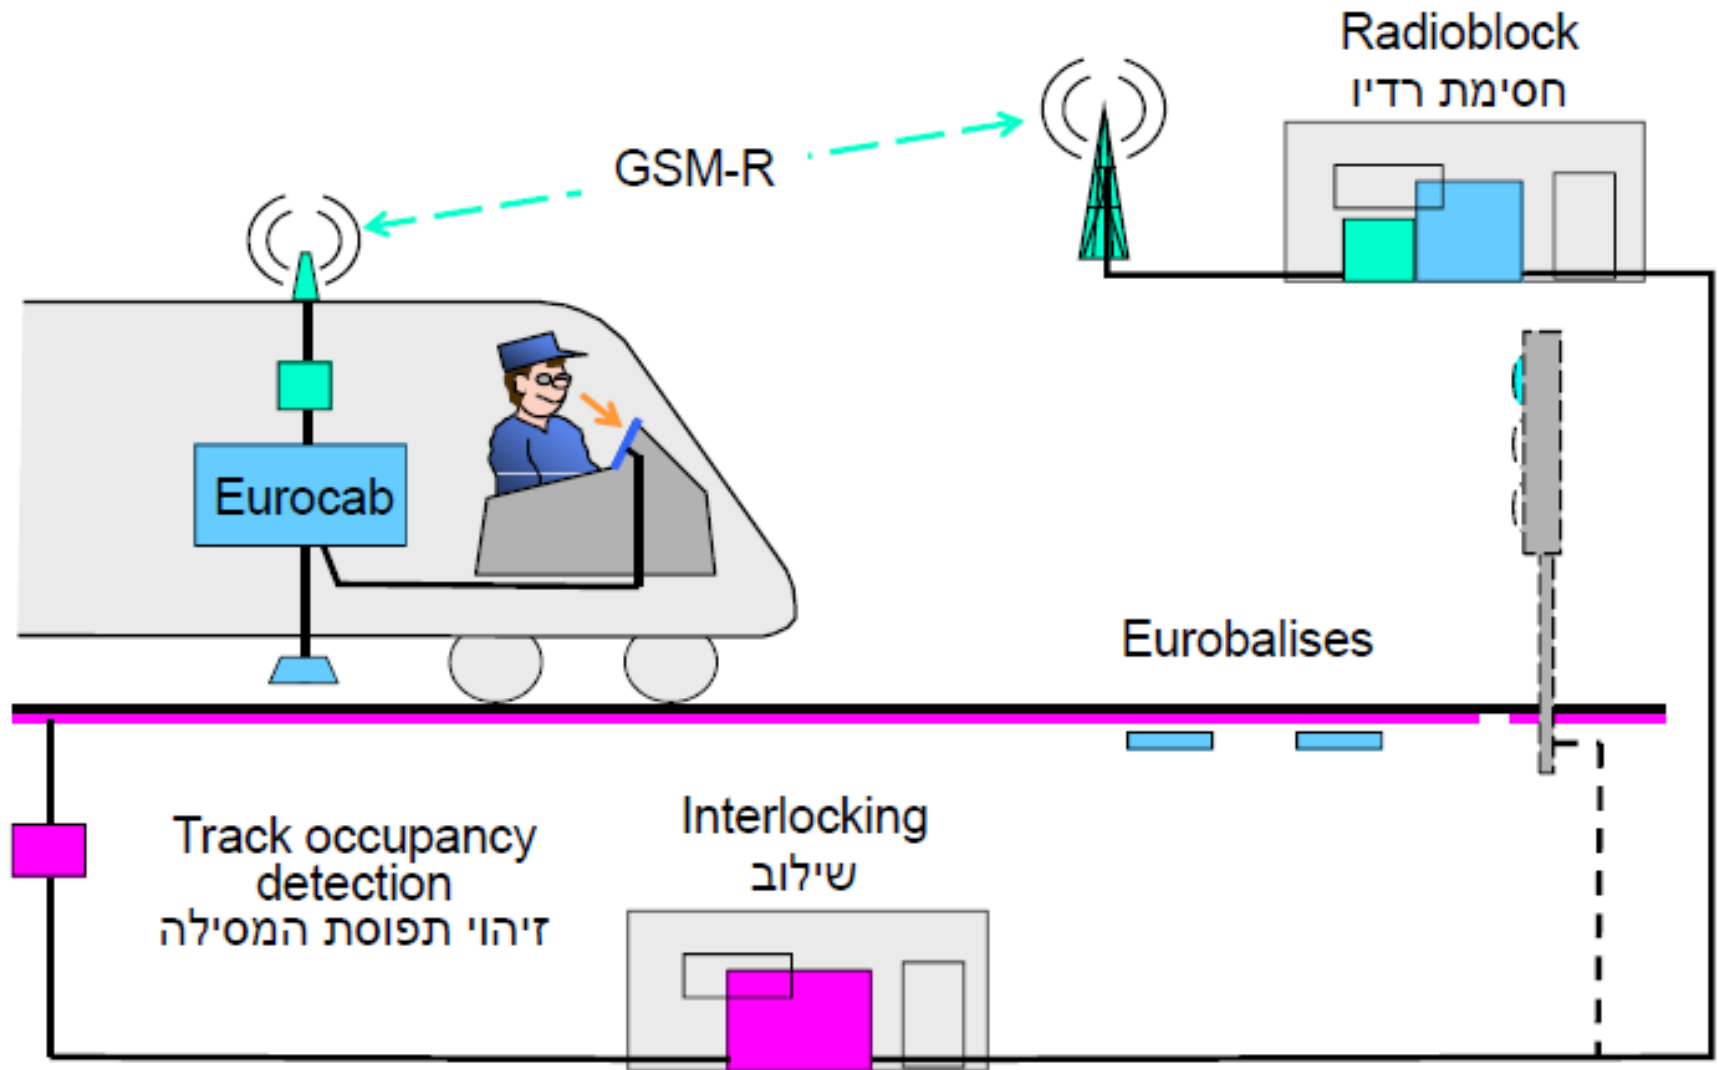 Radioblock
חסימת רדיו
GSM-R
Eurocab
Eurobalises
Interlocking
שילוב
Track occupancy
detection
זיהוי תפוסת המסילה